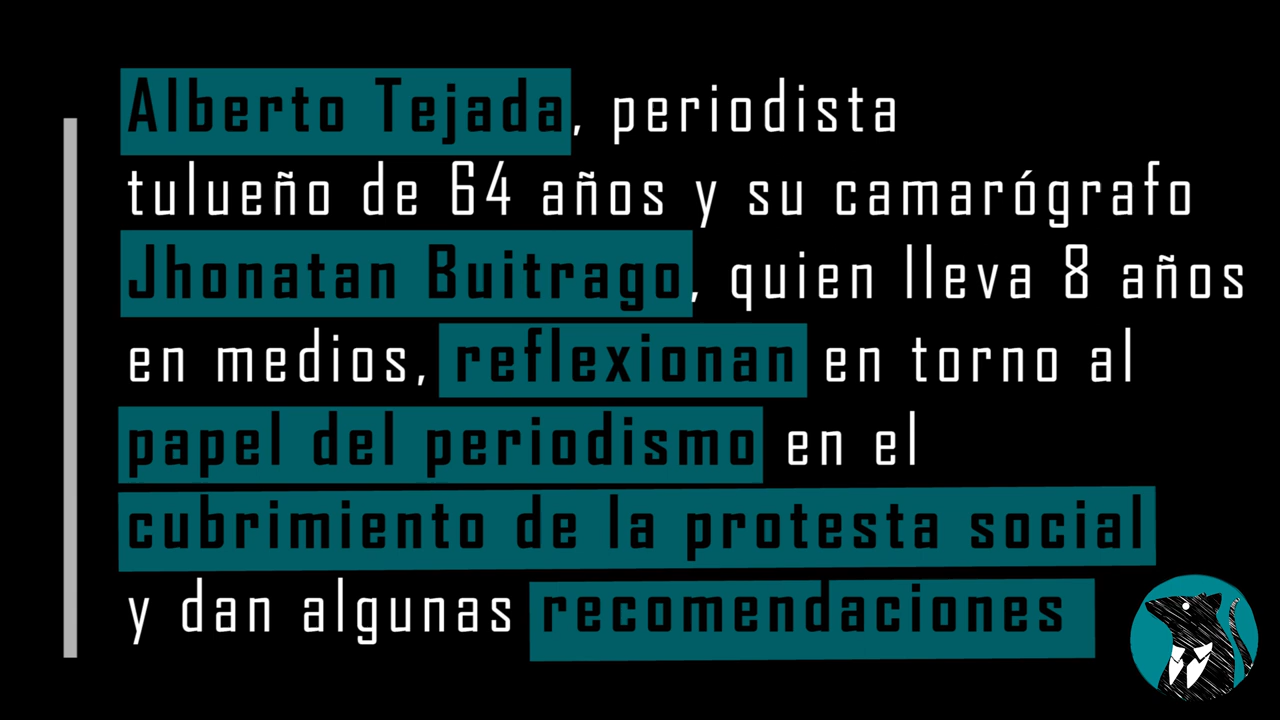 Alberto Tejada, periodista
tulueño de 64 años y su camarógrafo
Jhonatan Buitrago, quien lleva 8 años
en medios, reflexionan en torno al
papel del periodismo en el
cubrimiento de la protesta social
y dan algunas recomendaciones